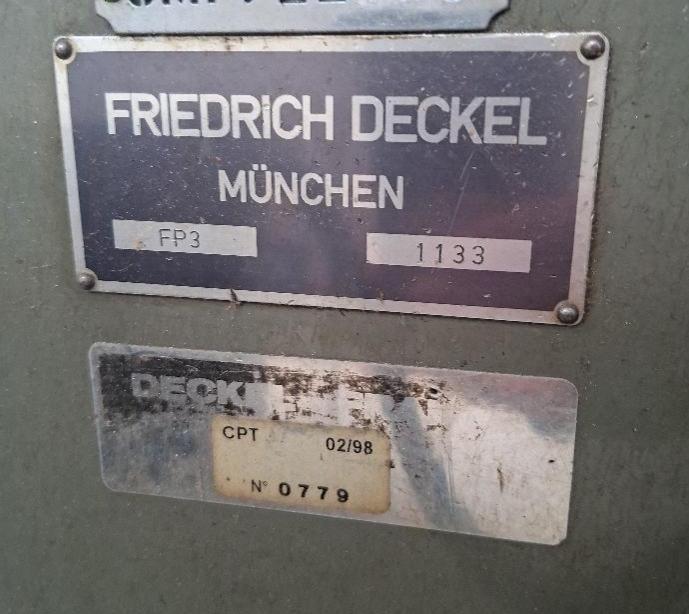 FRIEDRICH DECKEL
MÜNCHEN
FP3 1133
CPT 02/98
N° 0779